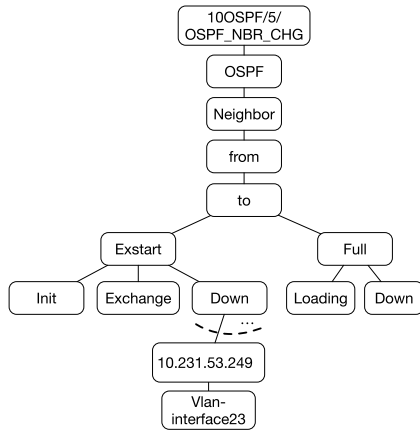 10OSPF/5/
OSPF_NBR_CHG
OSPF
Neighbor
from
to
Exstart
Full
Init
Exchange
Down
Loading
Down
...
10.231.53.249
Vlan-
interface23